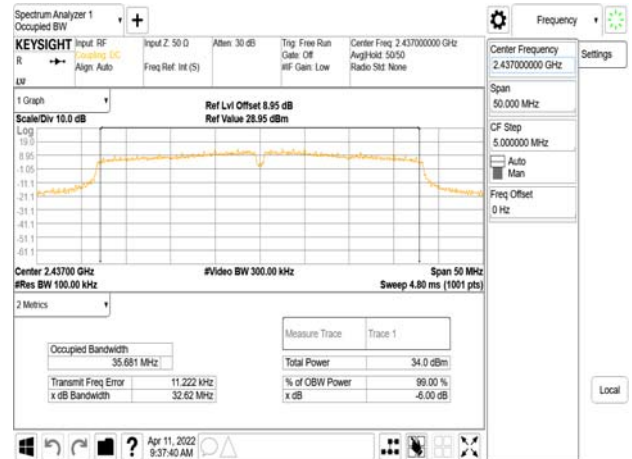 Spectrum Analyzer 1
Occupied BW
Frequency
KEYSIGHT
Input: RF
Coupling: DC
Align: Auto
Input Z: 50 Ω
Freq Ref: Int (S)
Atten: 30 dB
Trig: Free Run
Gate: Off
#IF Gain: Low
Center Freq: 2.437000000 GHz
Avg|Hold: 50/50
Radio Std: None
R
1 Graph
Scale/Div 10.0 dB
Ref Lvl Offset 8.95 dB
Ref Value 28.95 dBm
Log
19.0
8.95
-1.05
-11.1
-21.1
-31.1
-41.1
-51.1
-61.1
Center 2.43700 GHz
#Res BW 100.00 kHz
#Video BW 300.00 kHz
Span 50 MHz
Sweep 4.80 ms (1001 pts)
2 Metrics
Measure Trace
Trace 1
Occupied Bandwidth
35.681 MHz
Total Power
34.0 dBm
Transmit Freq Error
11.222 kHz
% of OBW Power
99.00 %
x dB Bandwidth
32.62 MHz
x dB
-6.00 dB
Center Frequency
2.437000000 GHz
Settings
Span
50.000 MHz
CF Step
5.000000 MHz
Auto
Man
Freq Offset
0 Hz
Local
?
Apr 11, 2022
9:37:40 AM